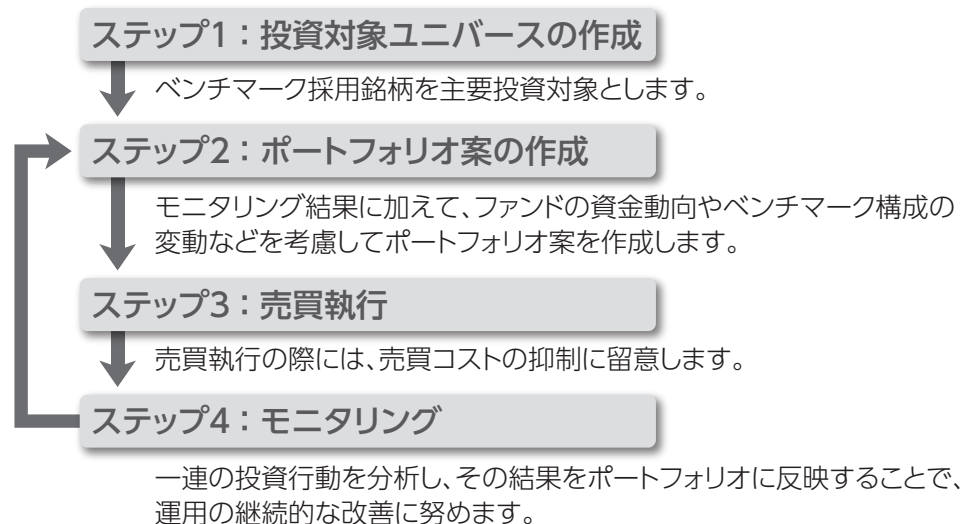 ステップ1：投資対象ユニバースの作成
ベンチマーク採用銘柄を主要投資対象とします。
ステップ2：ポートフォリオ案の作成
モニタリング結果に加えて、ファンドの資金動向やベンチマーク構成の
変動などを考慮してポートフォリオ案を作成します。
ステップ3：売買執行
売買執行の際には、売買コストの抑制に留意します。
ステップ4：モニタリング
一連の投資行動を分析し、その結果をポートフォリオに反映することで、
運用の継続的な改善に努めます。